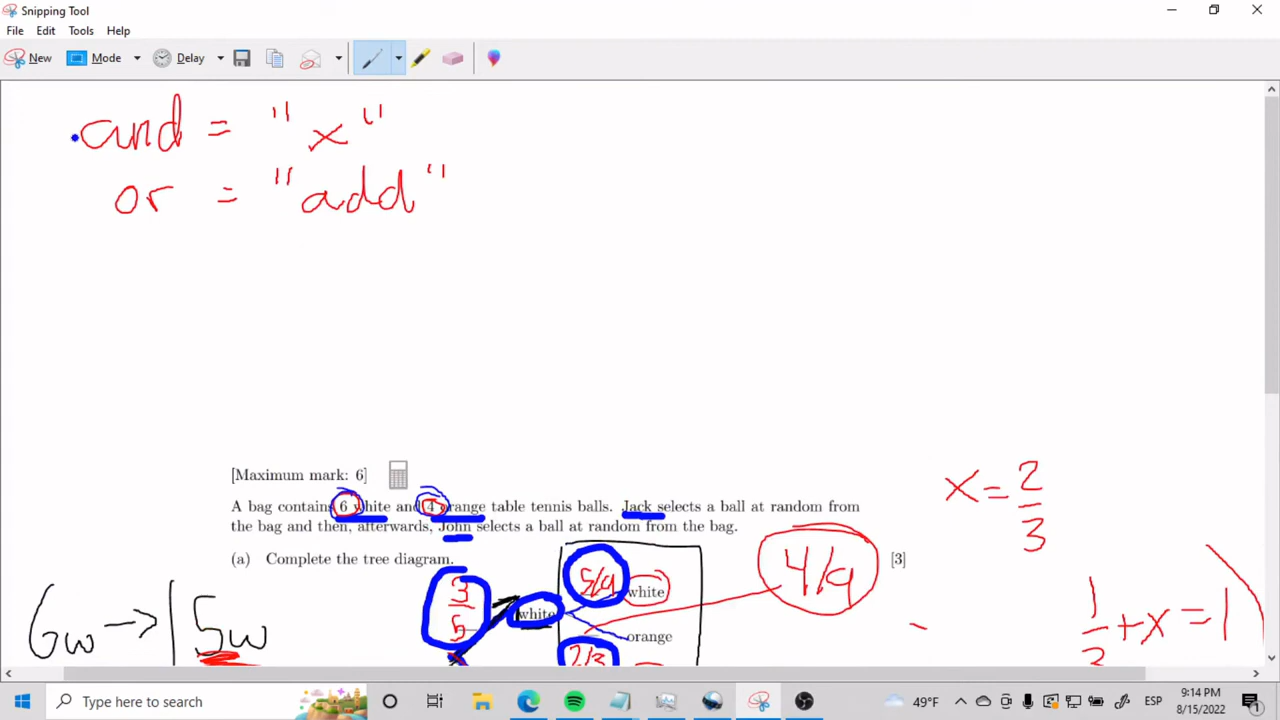 Snipping Tool
File Edit Tools Help
New Mode Delay
and = "x"
or = "add"
[Maximum mark: 6]
A bag contains 6 white and 4 orange table tennis balls. Jack selects a ball at random from
the bag and then, afterwards, John selects a ball at random from the bag.
(a) Complete the tree diagram. [3]
x = 2/3
3/5
white
5/9
white
4/9
orange
2/3
6w → 5w
1/3 + x = 1
Type here to search
49°F
ESP
9:14 PM
8/15/2022
1